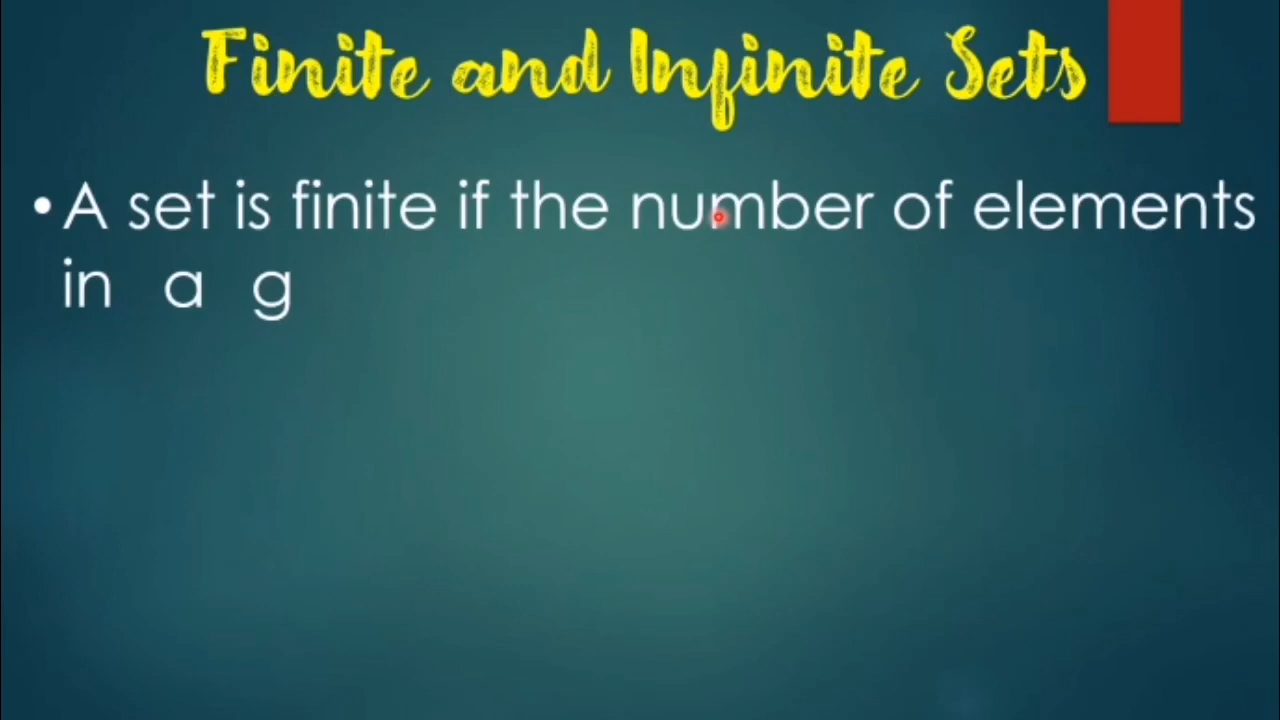 Finite and Infinite Sets
• A set is finite if the number of elements
in a g